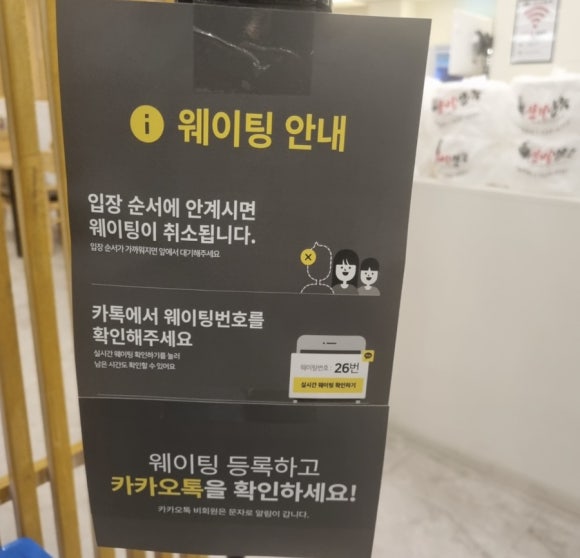 i 웨이팅 안내
입장 순서에 안계시면
웨이팅이 취소됩니다.
입장 순서가 가까워지면 앞에서 대기해주세요
카톡에서 웨이팅번호를
확인해주세요
실시간 웨이팅 확인하기를 눌러
남은 시간도 확인할 수 있어요
웨이팅번호 : 26번
실시간 웨이팅 확인하기
웨이팅 등록하고
카카오톡을 확인하세요!
카카오톡 비회원은 문자로 알림이 갑니다.